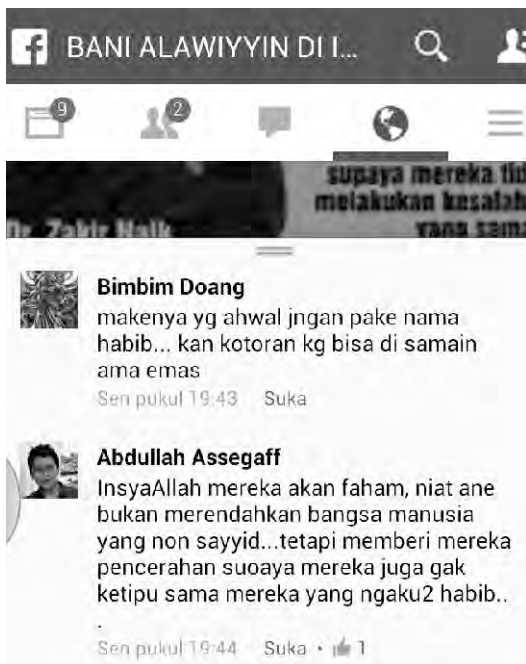 f BANI ALAWIYYIN DI I...
9 2
supaya mereka tid
melakukan kesalah
yang sama
Dr. Zakir Naik
Bimbim Doang
makenya yg ahwal jngan pake nama
habib... kan kotoran kg bisa di samain
ama emas
Sen pukul 19:43 Suka
Abdullah Assegaff
InsyaAllah mereka akan faham, niat ane
bukan merendahkan bangsa manusia
yang non sayyid...tetapi memberi mereka
pencerahan suoaya mereka juga gak
ketipu sama mereka yang ngaku2 habib..
.
Sen pukul 19:44 Suka • 1